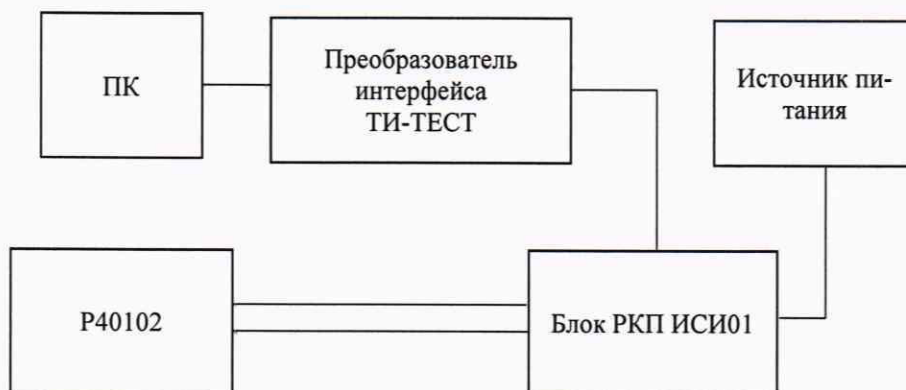 ПК
Преобразователь
интерфейса
ТИ-ТЕСТ
Источник пи-
тания
Р40102
Блок РКП ИСИ01